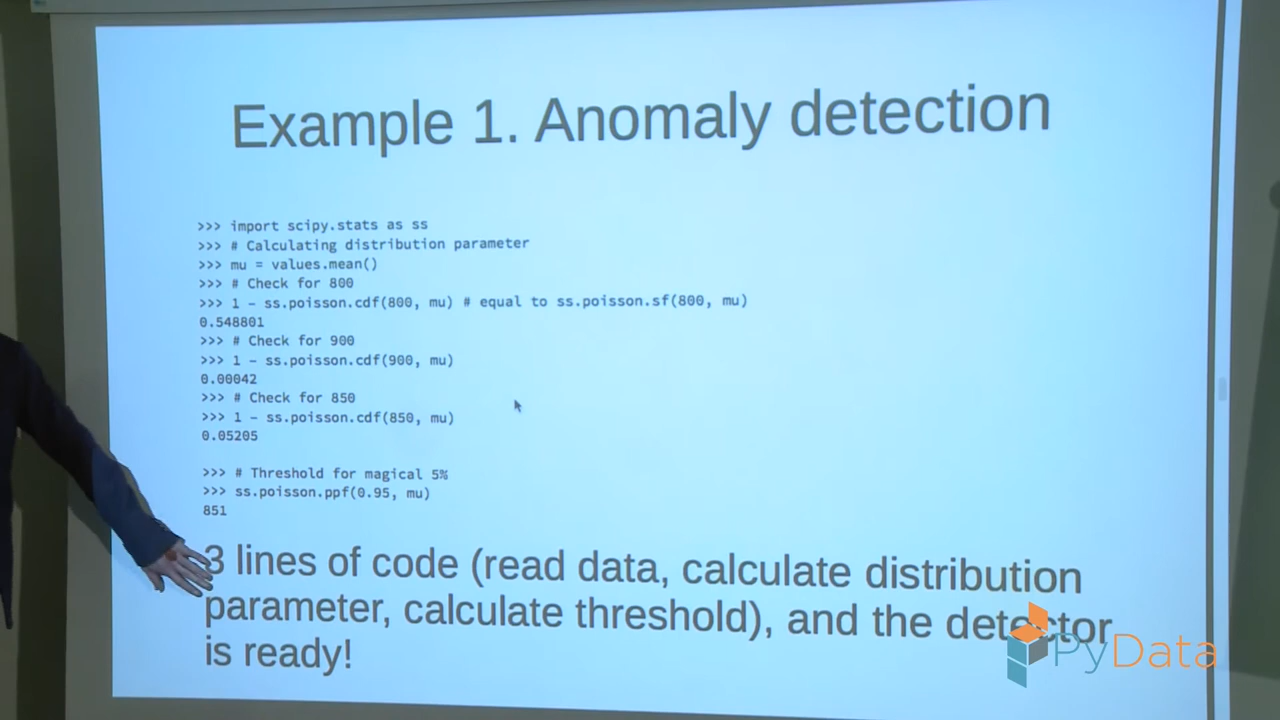 Example 1. Anomaly detection
>>> import scipy.stats as ss
>>> # Calculating distribution parameter
>>> mu = values.mean()
>>> # Check for 800
>>> 1 - ss.poisson.cdf(800, mu) # equal to ss.poisson.sf(800, mu)
0.548801
>>> # Check for 900
>>> 1 - ss.poisson.cdf(900, mu)
0.00042
>>> # Check for 850
>>> 1 - ss.poisson.cdf(850, mu)
0.05205
>>> # Threshold for magical 5%
>>> ss.poisson.ppf(0.95, mu)
851
3 lines of code (read data, calculate distribution
parameter, calculate threshold), and the detector
is ready!
PyData